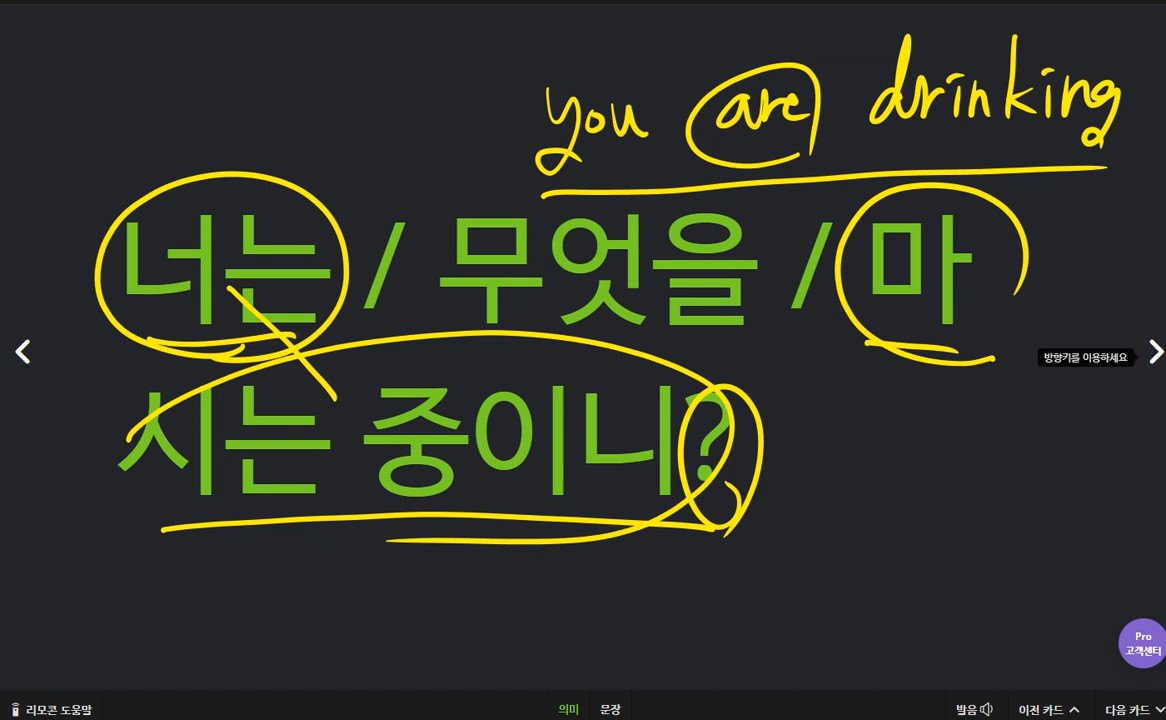 you are drinking
너는 / 무엇을 / 마
시는 중이니?
방향키를 이용하세요
Pro
고객센터
리모콘 도움말
의미
문장
발음
이전 카드
다음 카드